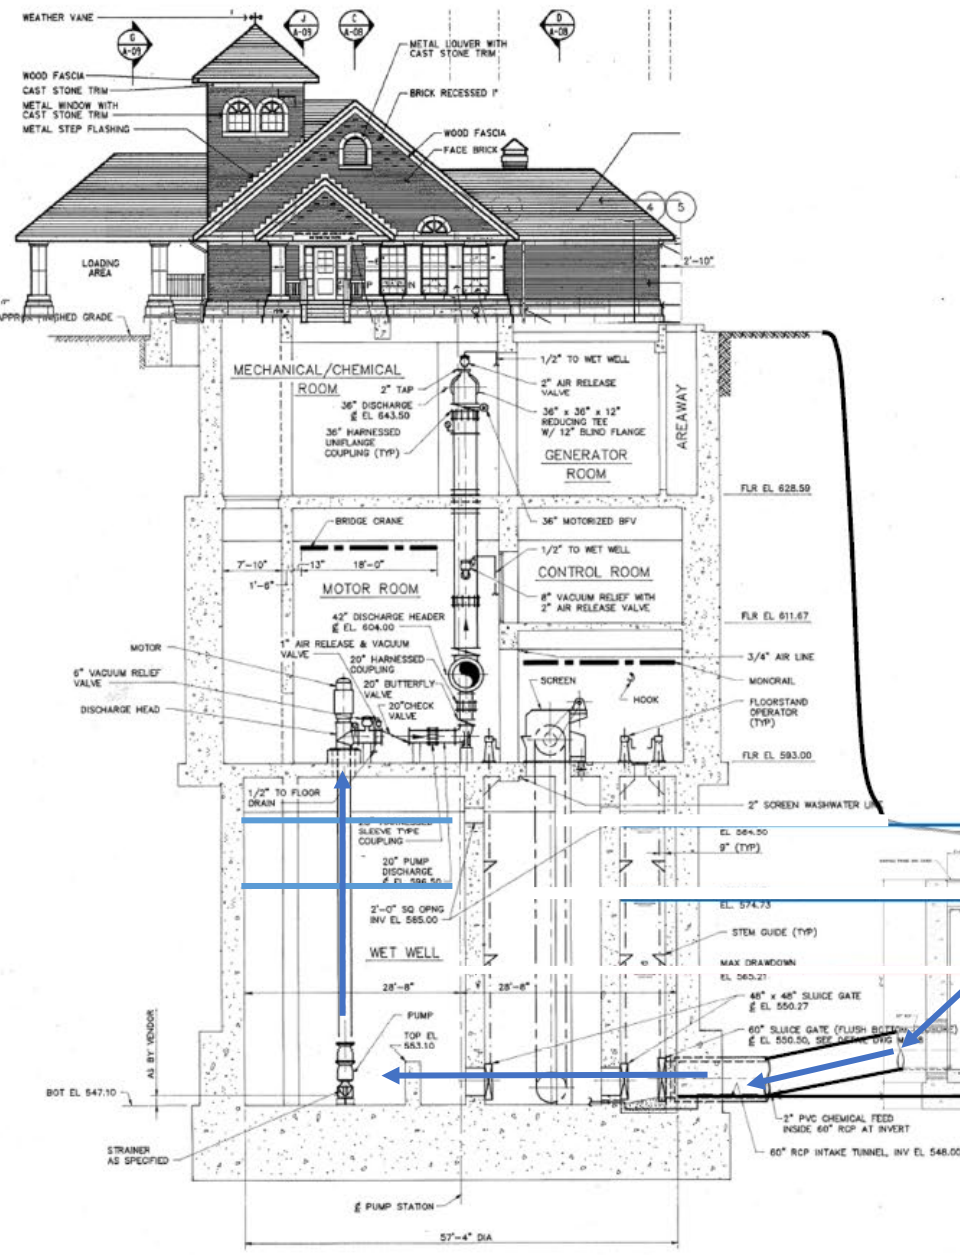 WEATHER VANE
J
A-09
C
A-08
D
A-08
G
A-09
METAL LOUVER WITH
CAST STONE TRIM
WOOD FASCIA
CAST STONE TRIM
METAL WINDOW WITH
CAST STONE TRIM
METAL STEP FLASHING
BRICK RECESSED 1"
WOOD FASCIA
FACE BRICK
4
5
LOADING
AREA
2'-10"
FINISHED GRADE
MECHANICAL/CHEMICAL
ROOM
2" TAP
36" DISCHARGE
℄ EL 643.50
36" HARNESSED
UNIFLANGE
COUPLING (TYP)
1/2" TO WET WELL
2" AIR RELEASE
VALVE
36" x 36" x 12"
REDUCING TEE
W/ 12" BLIND FLANGE
GENERATOR
ROOM
AREAWAY
FLR EL 628.59
BRIDGE CRANE
36" MOTORIZED BFV
7'-10"
13"
18'-0"
1'-6"
MOTOR ROOM
1/2" TO WET WELL
CONTROL ROOM
8" VACUUM RELIEF WITH
2" AIR RELEASE VALVE
42" DISCHARGE HEADER
℄ EL. 604.00
FLR EL 611.67
MOTOR
1" AIR RELEASE & VACUUM
VALVE
20" HARNESSED
COUPLING
20" BUTTERFLY
VALVE
20"CHECK
VALVE
3/4" AIR LINE
MONORAIL
6" VACUUM RELIEF
VALVE
SCREEN
HOOK
FLOORSTAND
OPERATOR
(TYP)
DISCHARGE HEAD
FLR EL 593.00
1/2" TO FLOOR
DRAIN
2" SCREEN WASHWATER
SLEEVE TYPE
COUPLING
EL 584.50
9" (TYP)
20" PUMP
DISCHARGE
℄ EL 596.50
2'-0" SQ OPNG
INV EL 585.00
EL. 574.73
STEM GUIDE (TYP)
WET WELL
MAX DRAWDOWN
EL 565.21
28'-8"
28'-8"
48" x 48" SLUICE GATE
℄ EL 550.27
PUMP
TOP EL
553.10
60" SLUICE GATE (FLUSH BOTTOM
℄ EL 550.50, SEE
AS BY VENDOR
BOT EL 547.10
2" PVC CHEMICAL FEED
INSIDE 60" RCP AT INVERT
STRAINER
AS SPECIFIED
60" RCP INTAKE TUNNEL, INV EL 548.00
℄ PUMP STATION
57'-4" DIA